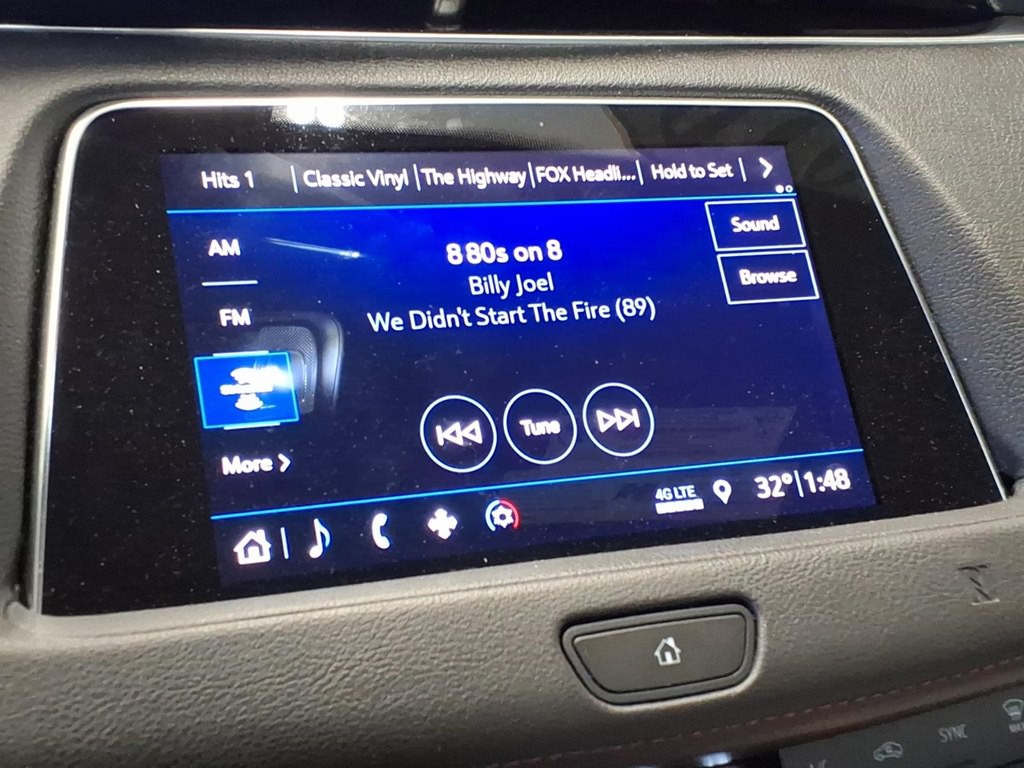 Hits 1 Classic Vinyl The Highway FOX Headli... Hold to Set
Sound
Browse
AM
FM
More
8 80s on 8
Billy Joel
We Didn't Start The Fire (89)
Tune
4G LTE 32° 1:48
SYNC